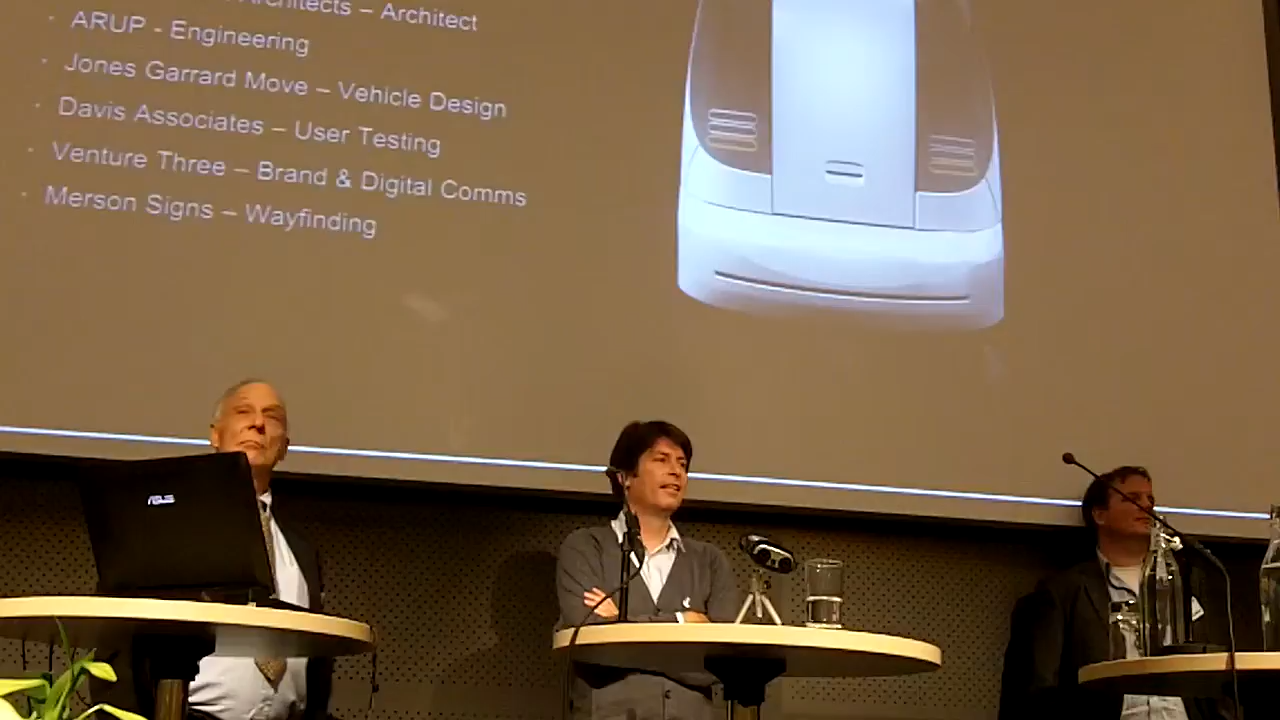 Architects – Architect
ARUP - Engineering
Jones Garrard Move – Vehicle Design
Davis Associates – User Testing
Venture Three – Brand & Digital Comms
Merson Signs – Wayfinding
ASUS